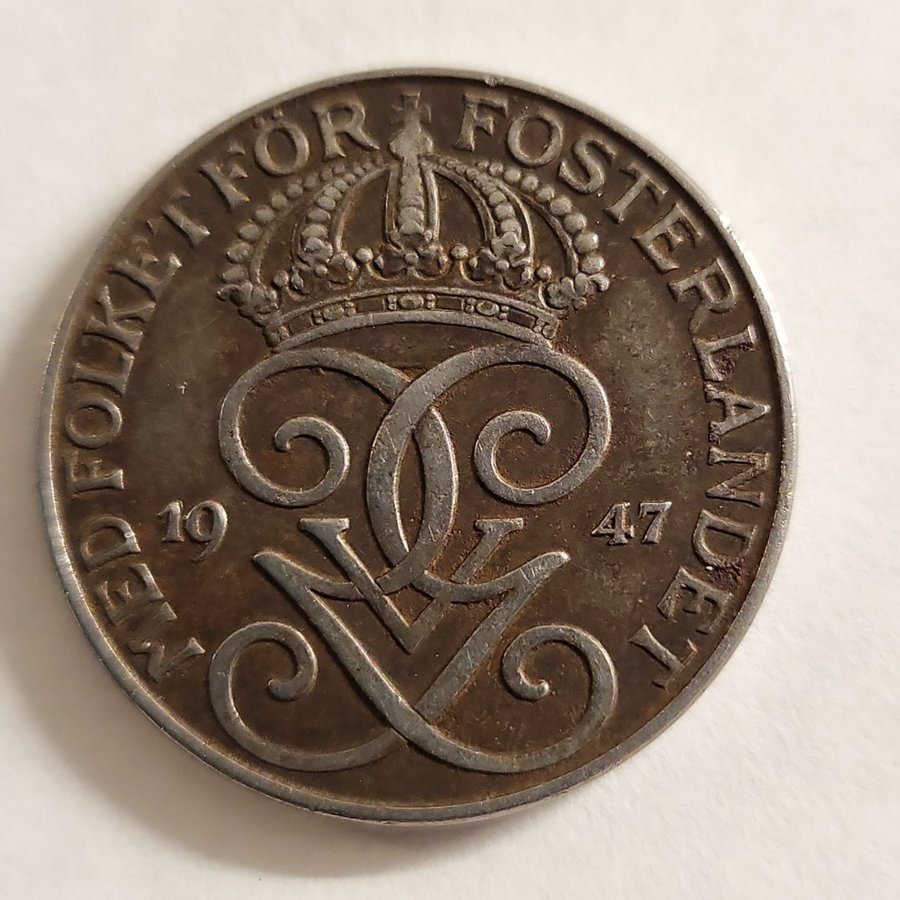 MED FOLKET FÖR FOSTERLANDET
19 47